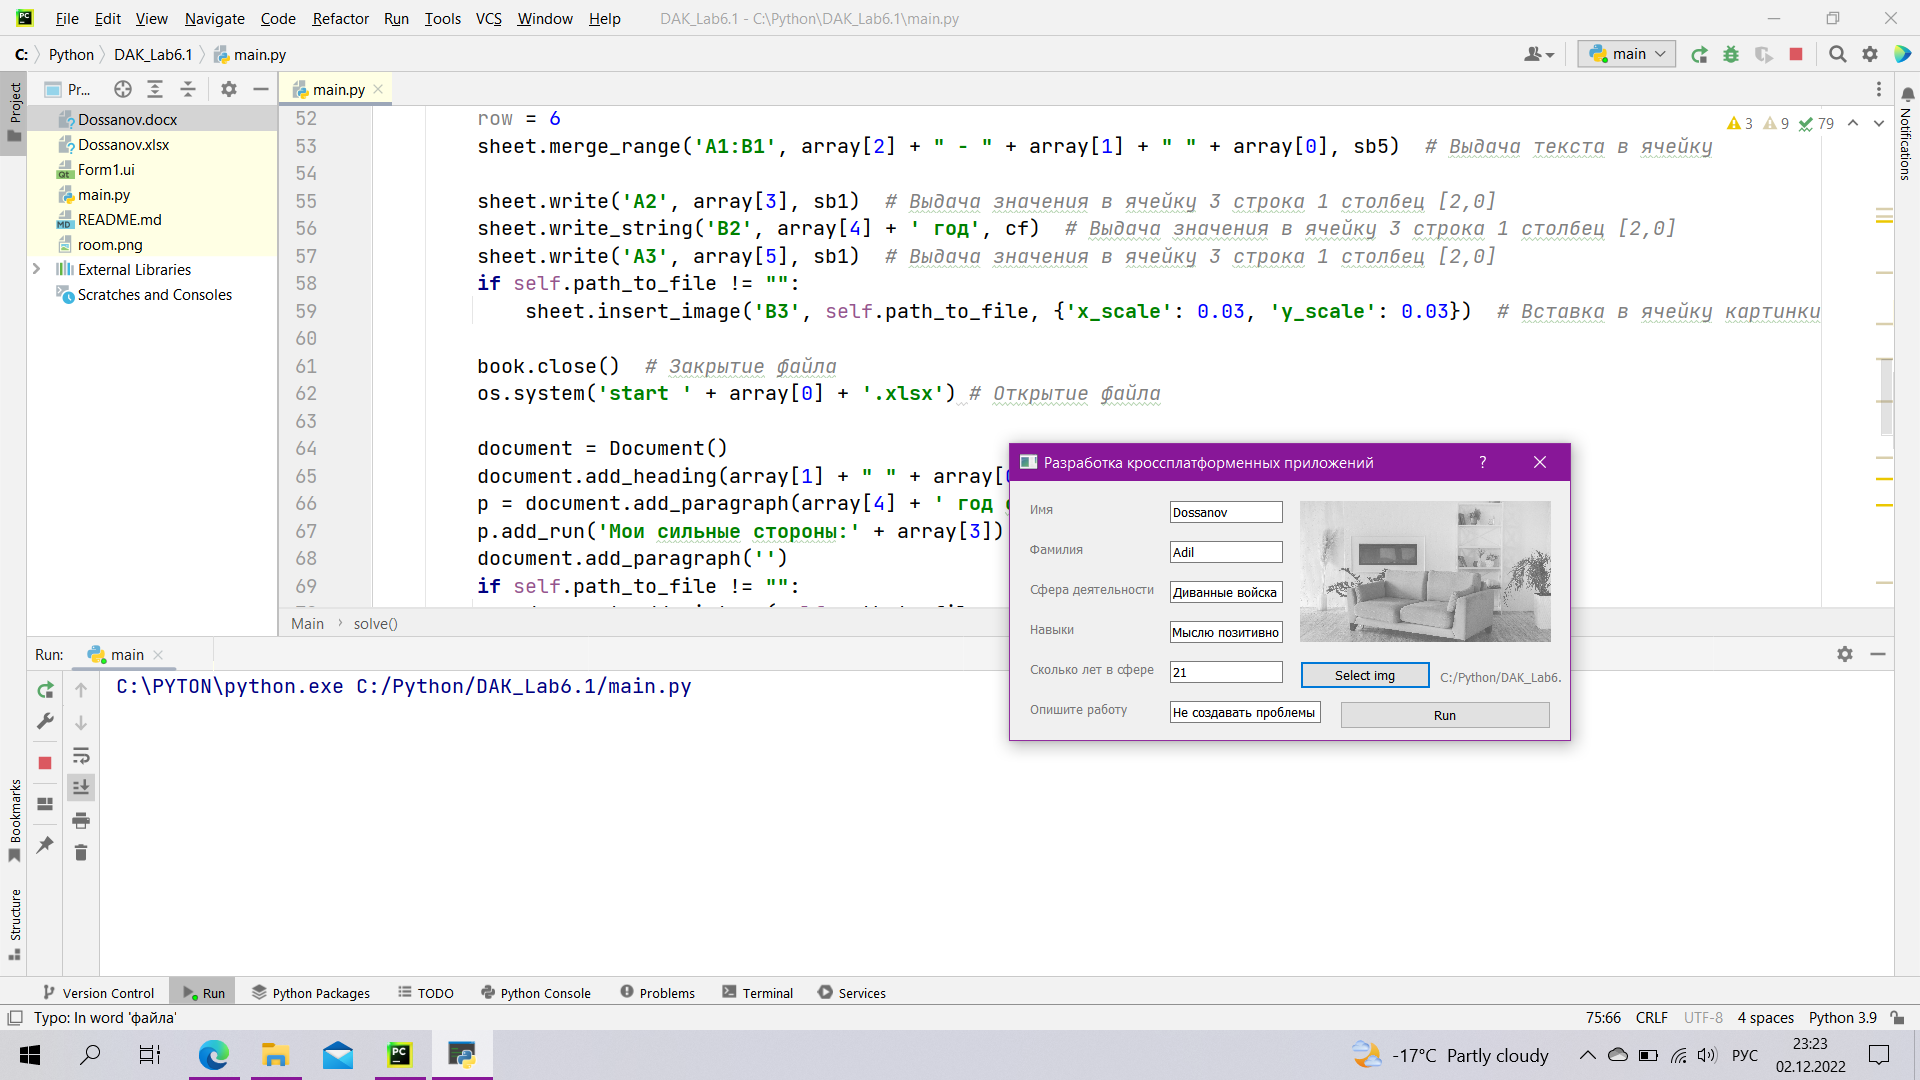 File Edit View Navigate Code Refactor Run Tools VCS Window Help DAK_Lab6.1 - C:\Python\DAK_Lab6.1\main.py
C: Python DAK_Lab6.1 main.py main
Project
Pr...
main.py
Dossanov.docx
Dossanov.xlsx
Form1.ui
main.py
README.md
room.png
External Libraries
Scratches and Consoles
3 9 79
Notifications
52 row = 6
53 sheet.merge_range('A1:B1', array[2] + " - " + array[1] + " " + array[0], sb5) # Выдача текста в ячейку
54
55 sheet.write('A2', array[3], sb1) # Выдача значения в ячейку 3 строка 1 столбец [2,0]
56 sheet.write_string('B2', array[4] + ' год', cf) # Выдача значения в ячейку 3 строка 1 столбец [2,0]
57 sheet.write('A3', array[5], sb1) # Выдача значения в ячейку 3 строка 1 столбец [2,0]
58 if self.path_to_file != "":
59 sheet.insert_image('B3', self.path_to_file, {'x_scale': 0.03, 'y_scale': 0.03}) # Вставка в ячейку картинки
60
61 book.close() # Закрытие файла
62 os.system('start ' + array[0] + '.xlsx') # Открытие файла
63
64 document = Document()
65 document.add_heading(array[1] + " " + array[
66 p = document.add_paragraph(array[4] + ' год
67 p.add_run('Мои сильные стороны:' + array[3])
68 document.add_paragraph('')
69 if self.path_to_file != "":
Main solve()
Разработка кроссплатформенных приложений ?
Имя Dossanov
Фамилия Adil
Сфера деятельности Диванные войска
Навыки Мыслю позитивно
Сколько лет в сфере 21
Select img C:/Python/DAK_Lab6.
Опишите работу Не создавать проблемы
Run
Run: main
C:\PYTON\python.exe C:/Python/DAK_Lab6.1/main.py
Bookmarks
Structure
Version Control Run Python Packages TODO Python Console Problems Terminal Services
Typo: In word 'файла' 75:66 CRLF UTF-8 4 spaces Python 3.9
-17°C Partly cloudy РУС 23:23
02.12.2022